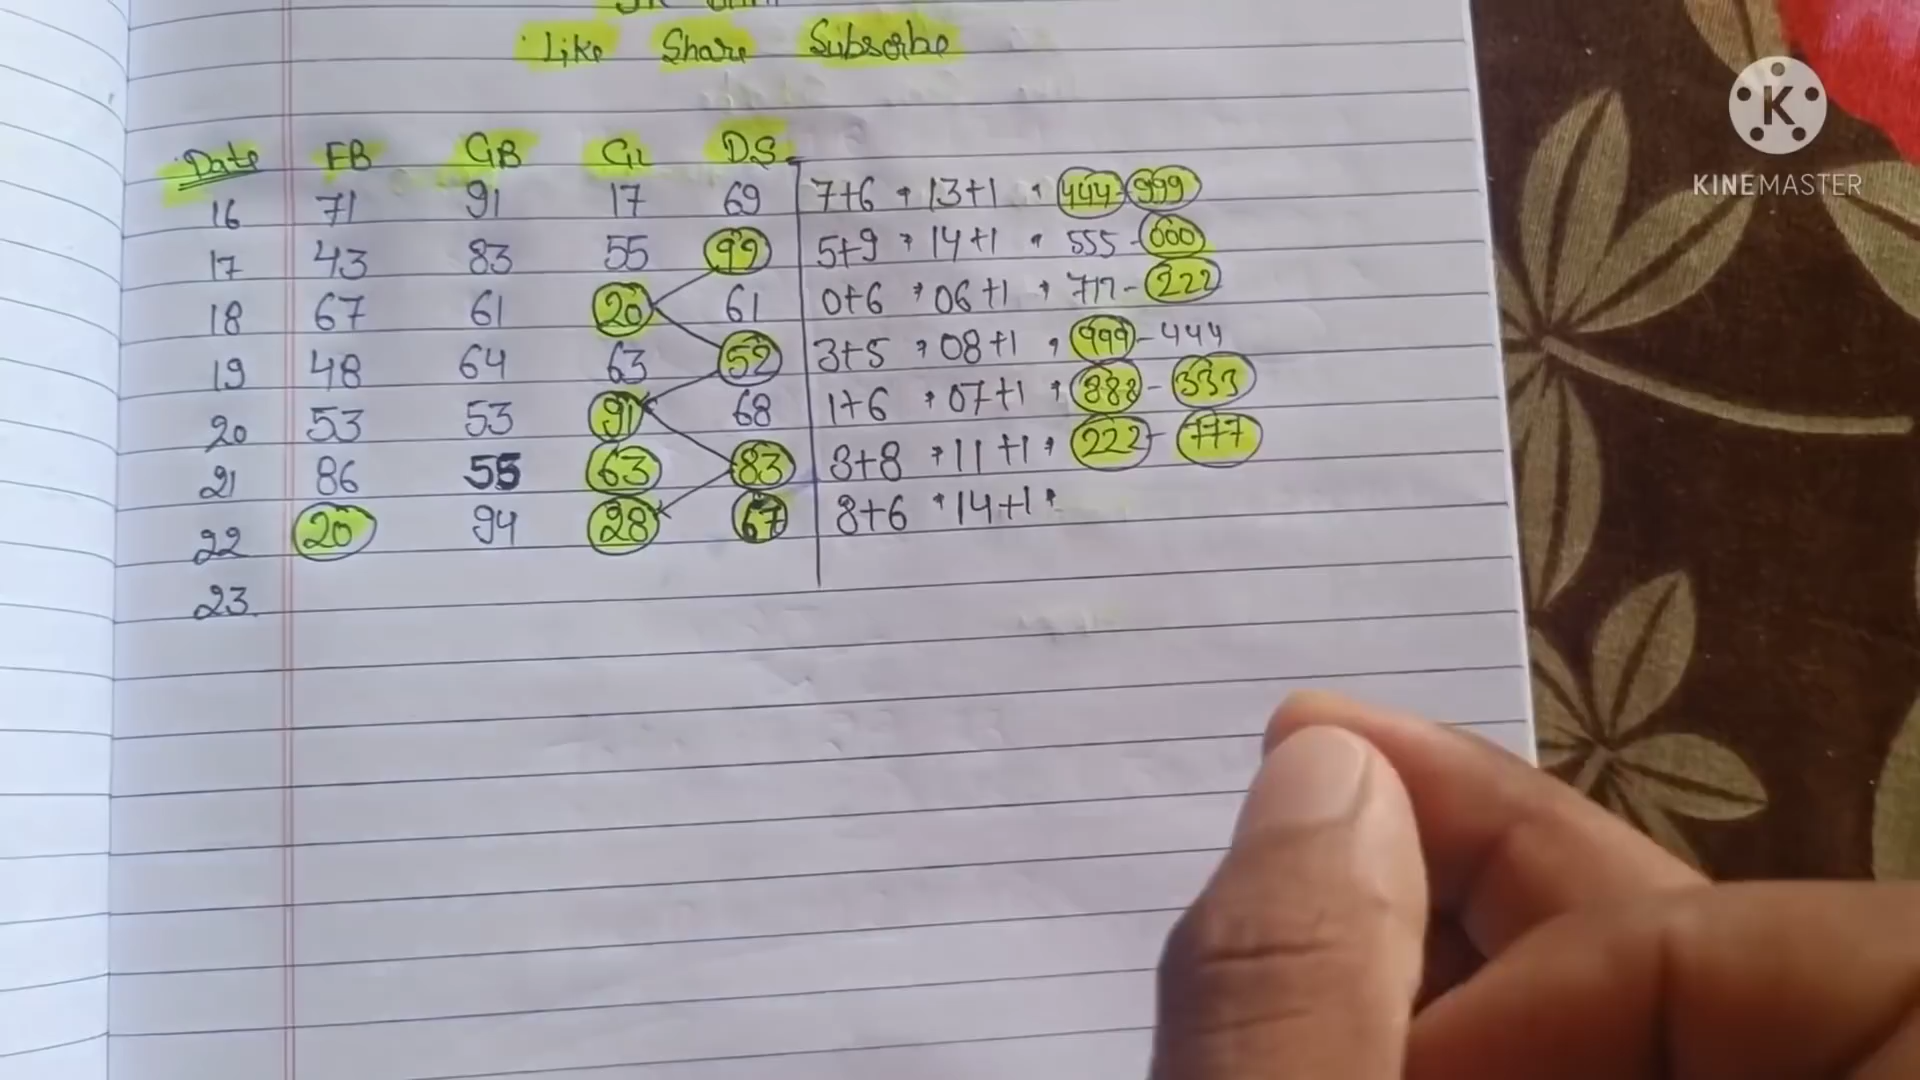 Like Share Subscribe
KINEMASTER
Date FB GB GL DS
16 71 91 17 69 7+6 , 13+1 , 444-999
17 43 83 55 99 5+9 , 14+1 , 555-000
18 67 61 20 61 0+6 , 06+1 , 777-222
19 48 64 63 52 3+5 , 08+1 , 999-444
20 53 53 91 68 1+6 , 07+1 , 888-333
21 86 55 63 83 3+8 , 11+1 , 222-777
22 20 94 28 67 8+6 , 14+1 ,
23.